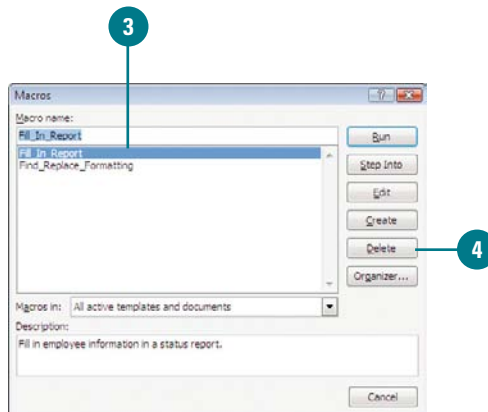 3
Macros
Macro name:
Fill_In_Report
Run
Fill_In_Report
Find_Replace_Formatting
Step Into
Edit
Create
Delete
4
Organizer...
Macros in: All active templates and documents
Description:
Fill in employee information in a status report.
Cancel